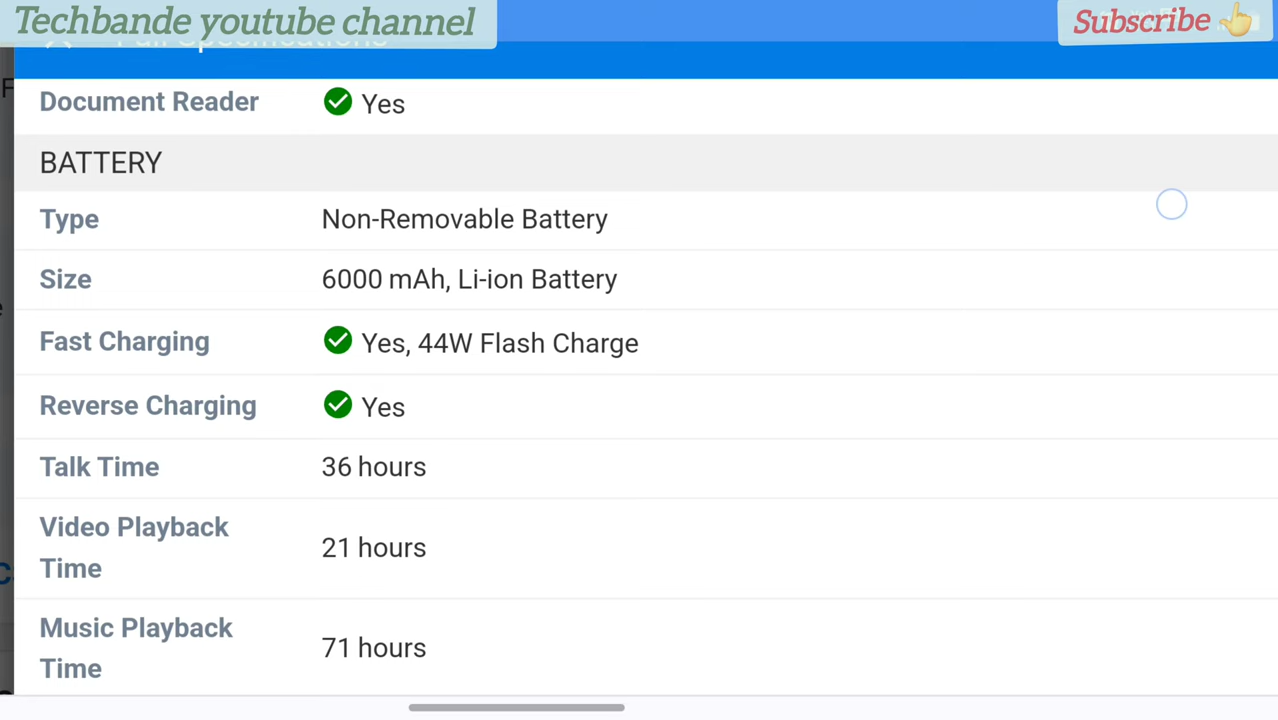 Techbande youtube channel
Subscribe
Full Specifications
Document Reader Yes
BATTERY
Type Non-Removable Battery
Size 6000 mAh, Li-ion Battery
Fast Charging Yes, 44W Flash Charge
Reverse Charging Yes
Talk Time 36 hours
Video Playback
Time
21 hours
Music Playback
Time
71 hours